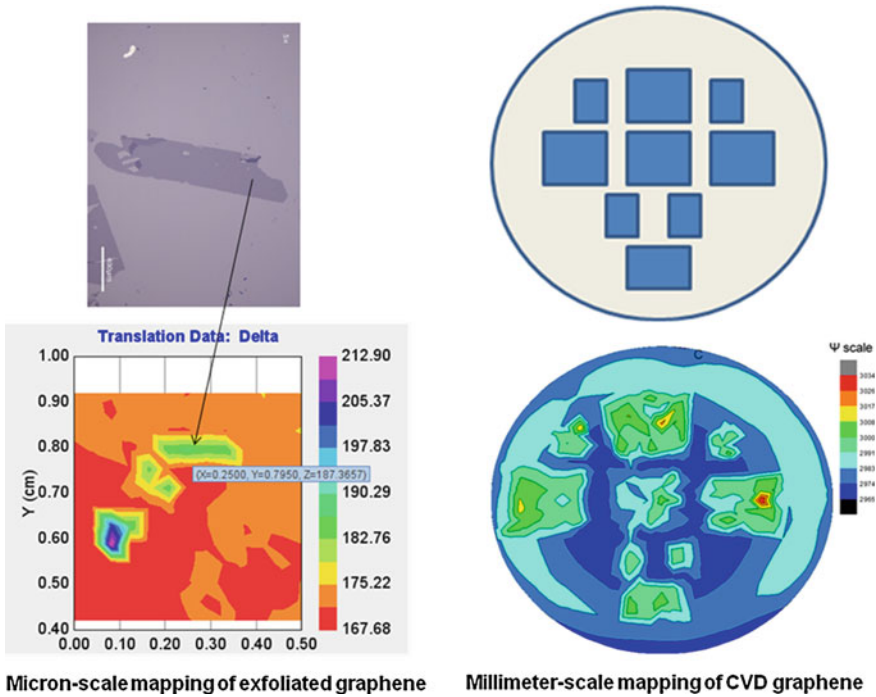 Translation Data: Delta
1.00
0.90
0.80
0.70
0.60
0.50
0.40
Y (cm)
0.00 0.10 0.20 0.30 0.40 0.50
(X=0.2500, Y=0.7950, Z=187.3657)
212.90
205.37
197.83
190.29
182.76
175.22
167.68
C
Ψ scale
3034
3026
3017
3008
3000
2991
2983
2974
2965
Micron-scale mapping of exfoliated graphene
Millimeter-scale mapping of CVD graphene